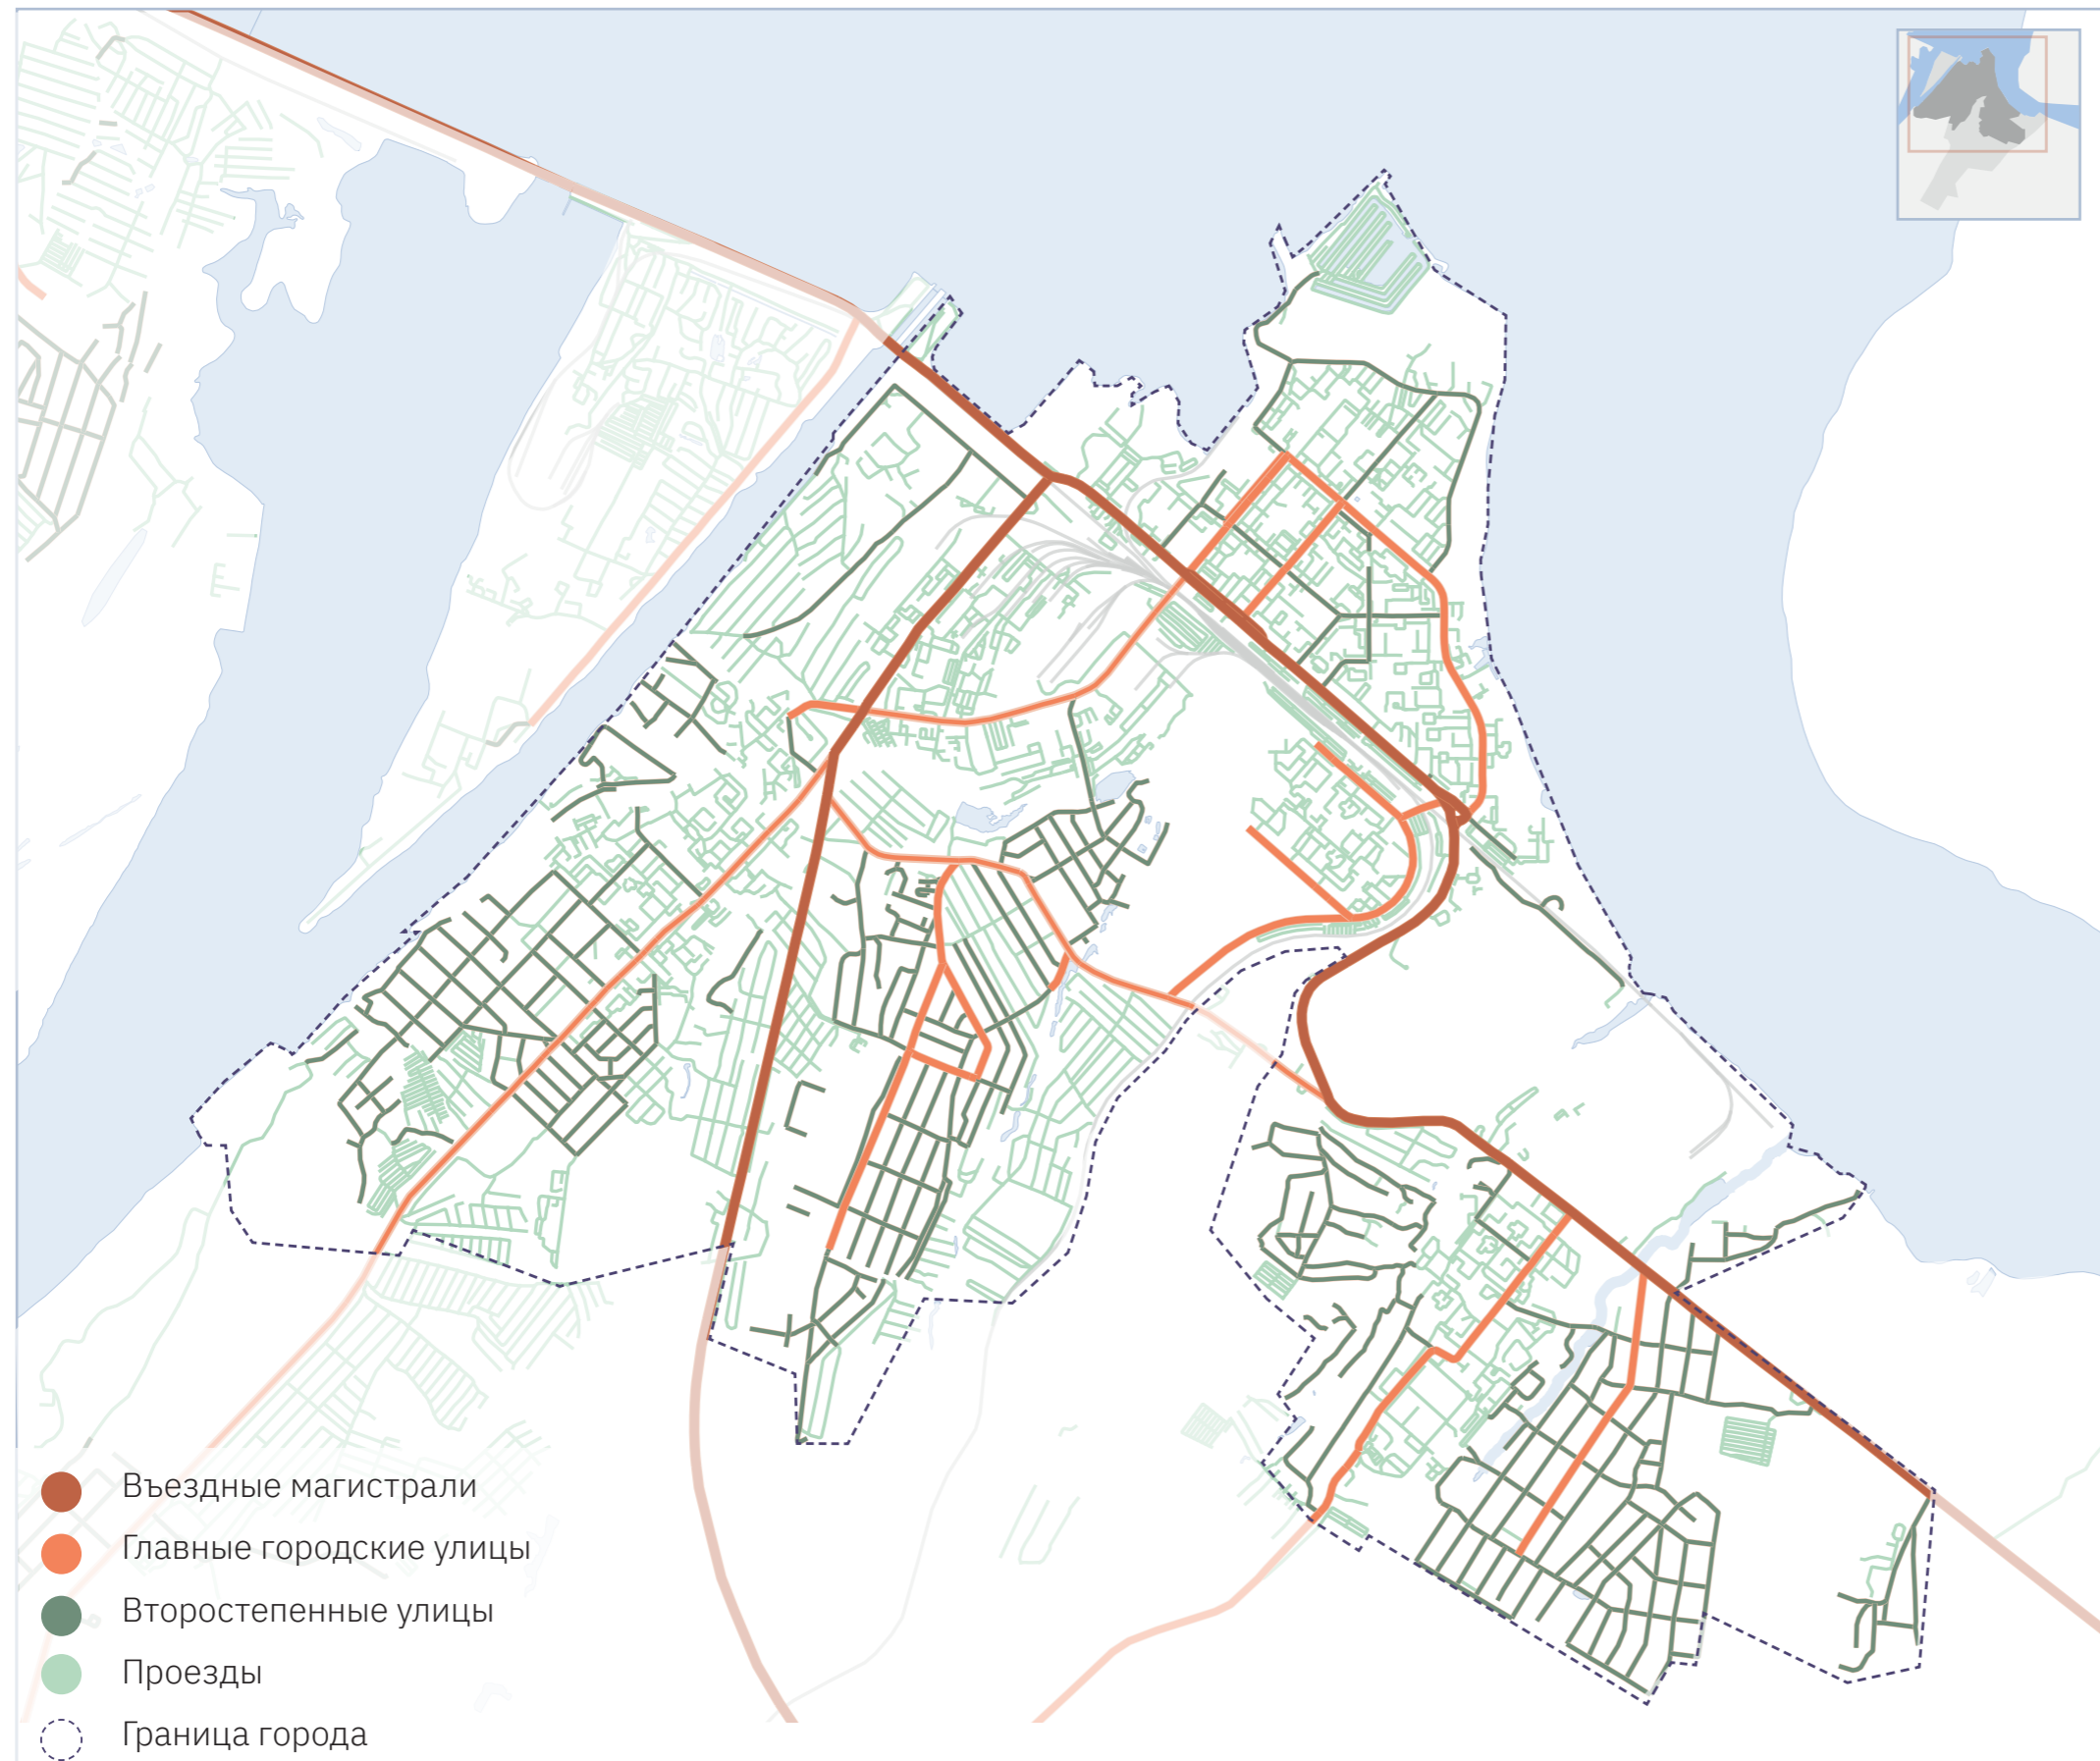 Въездные магистрали
Главные городские улицы
Второстепенные улицы
Проезды
Граница города